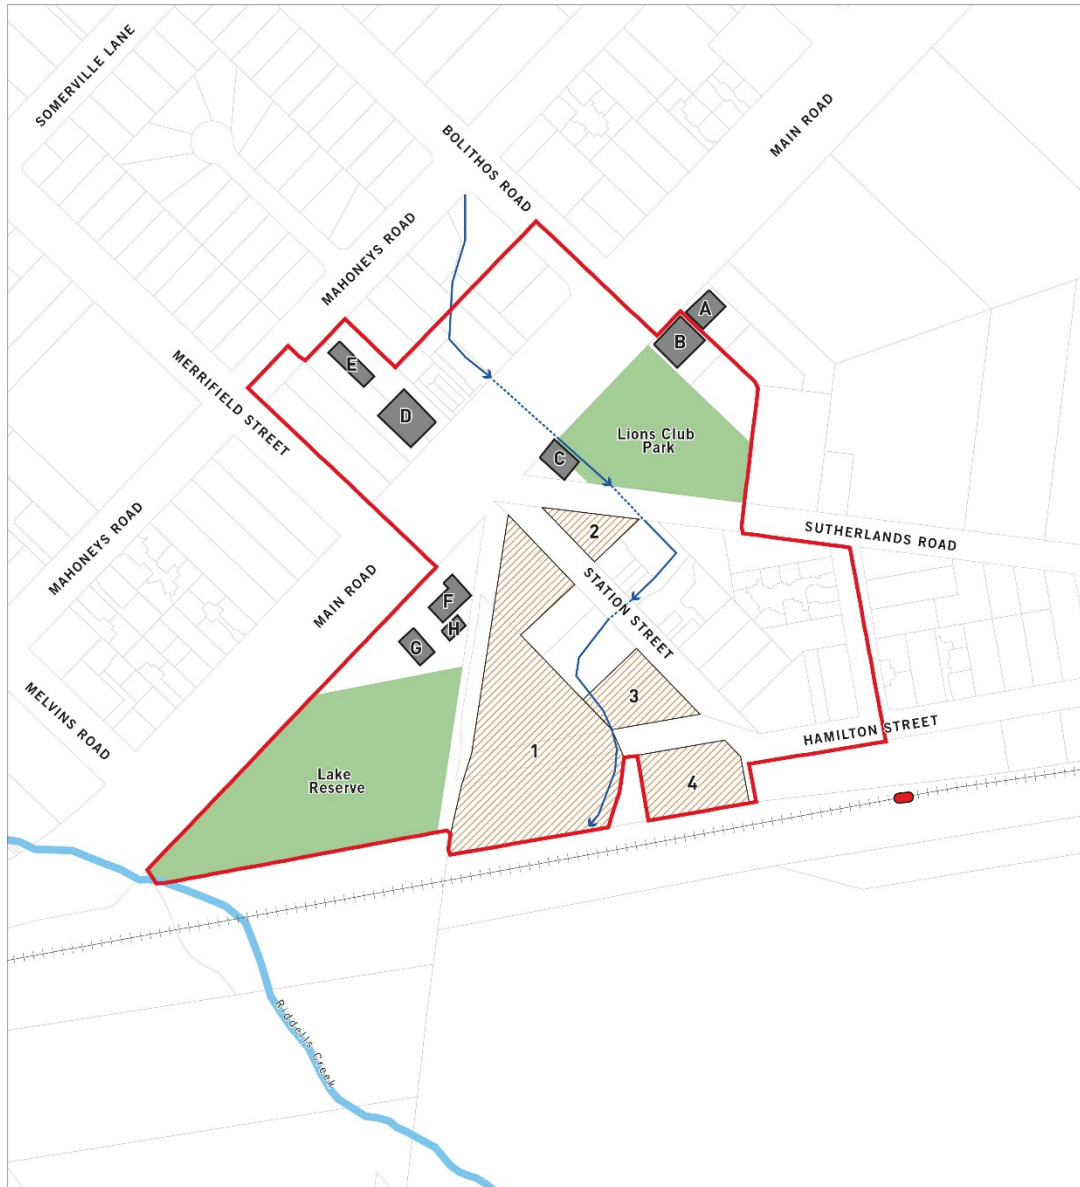 SOMERVILLE LANE
BOLITHOS ROAD
MAIN ROAD
MAHONEYS ROAD
A
B
MERRIFIELD STREET
E
D
Lions Club
Park
C
2
SUTHERLANDS ROAD
MAHONEYS ROAD
MAIN ROAD
STATION STREET
F
H
G
3
MELVINS ROAD
HAMILTON STREET
1
Lake
Reserve
4
Riddells Creek